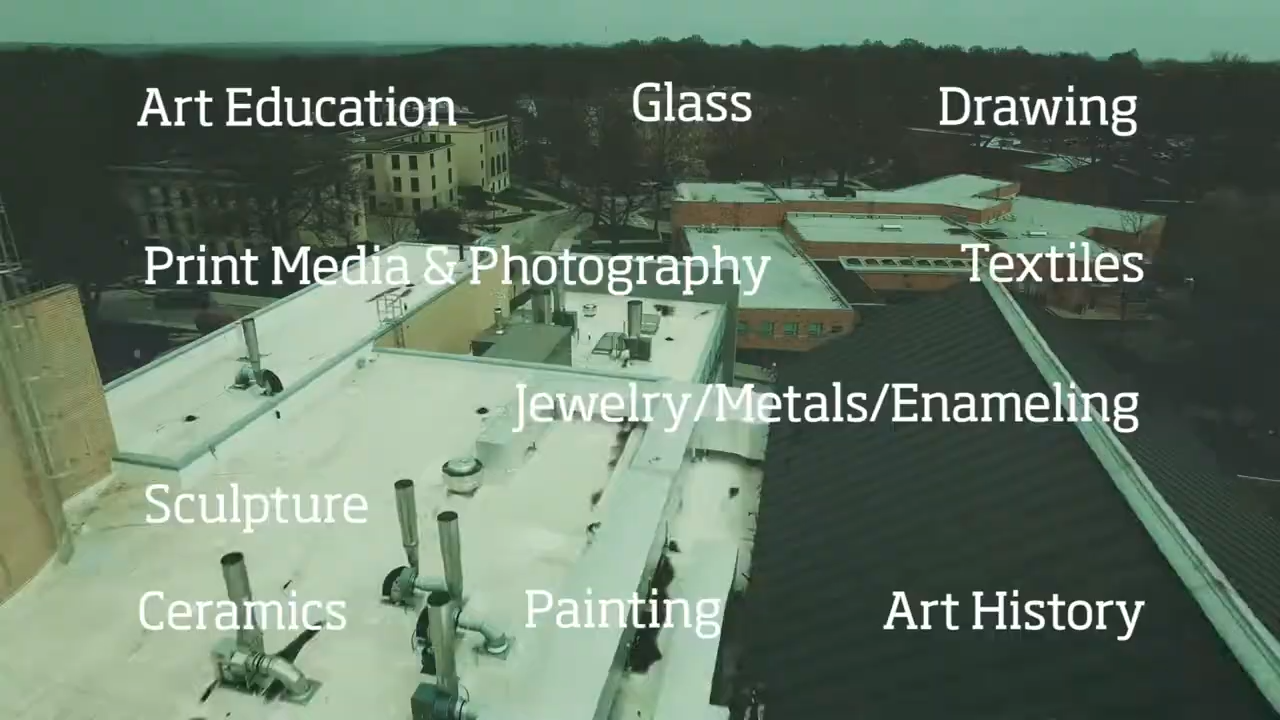 Art Education
Glass
Drawing
Print Media & Photography
Textiles
Jewelry/Metals/Enameling
Sculpture
Ceramics
Painting
Art History